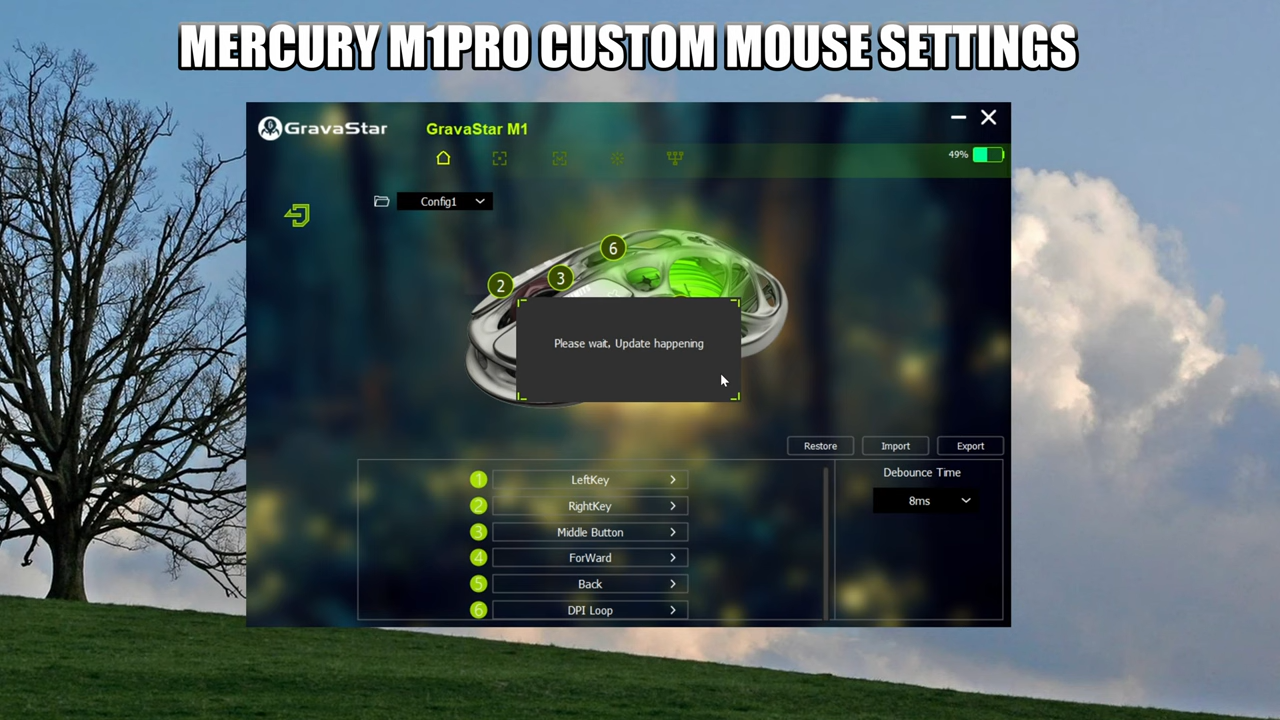 MERCURY M1PRO CUSTOM MOUSE SETTINGS
GravaStar
GravaStar M1
49%
Config1
6
3
2
Please wait, Update happening
Restore
Import
Export
Debounce Time
8ms
1 LeftKey
2 RightKey
3 Middle Button
4 ForWard
5 Back
6 DPI Loop